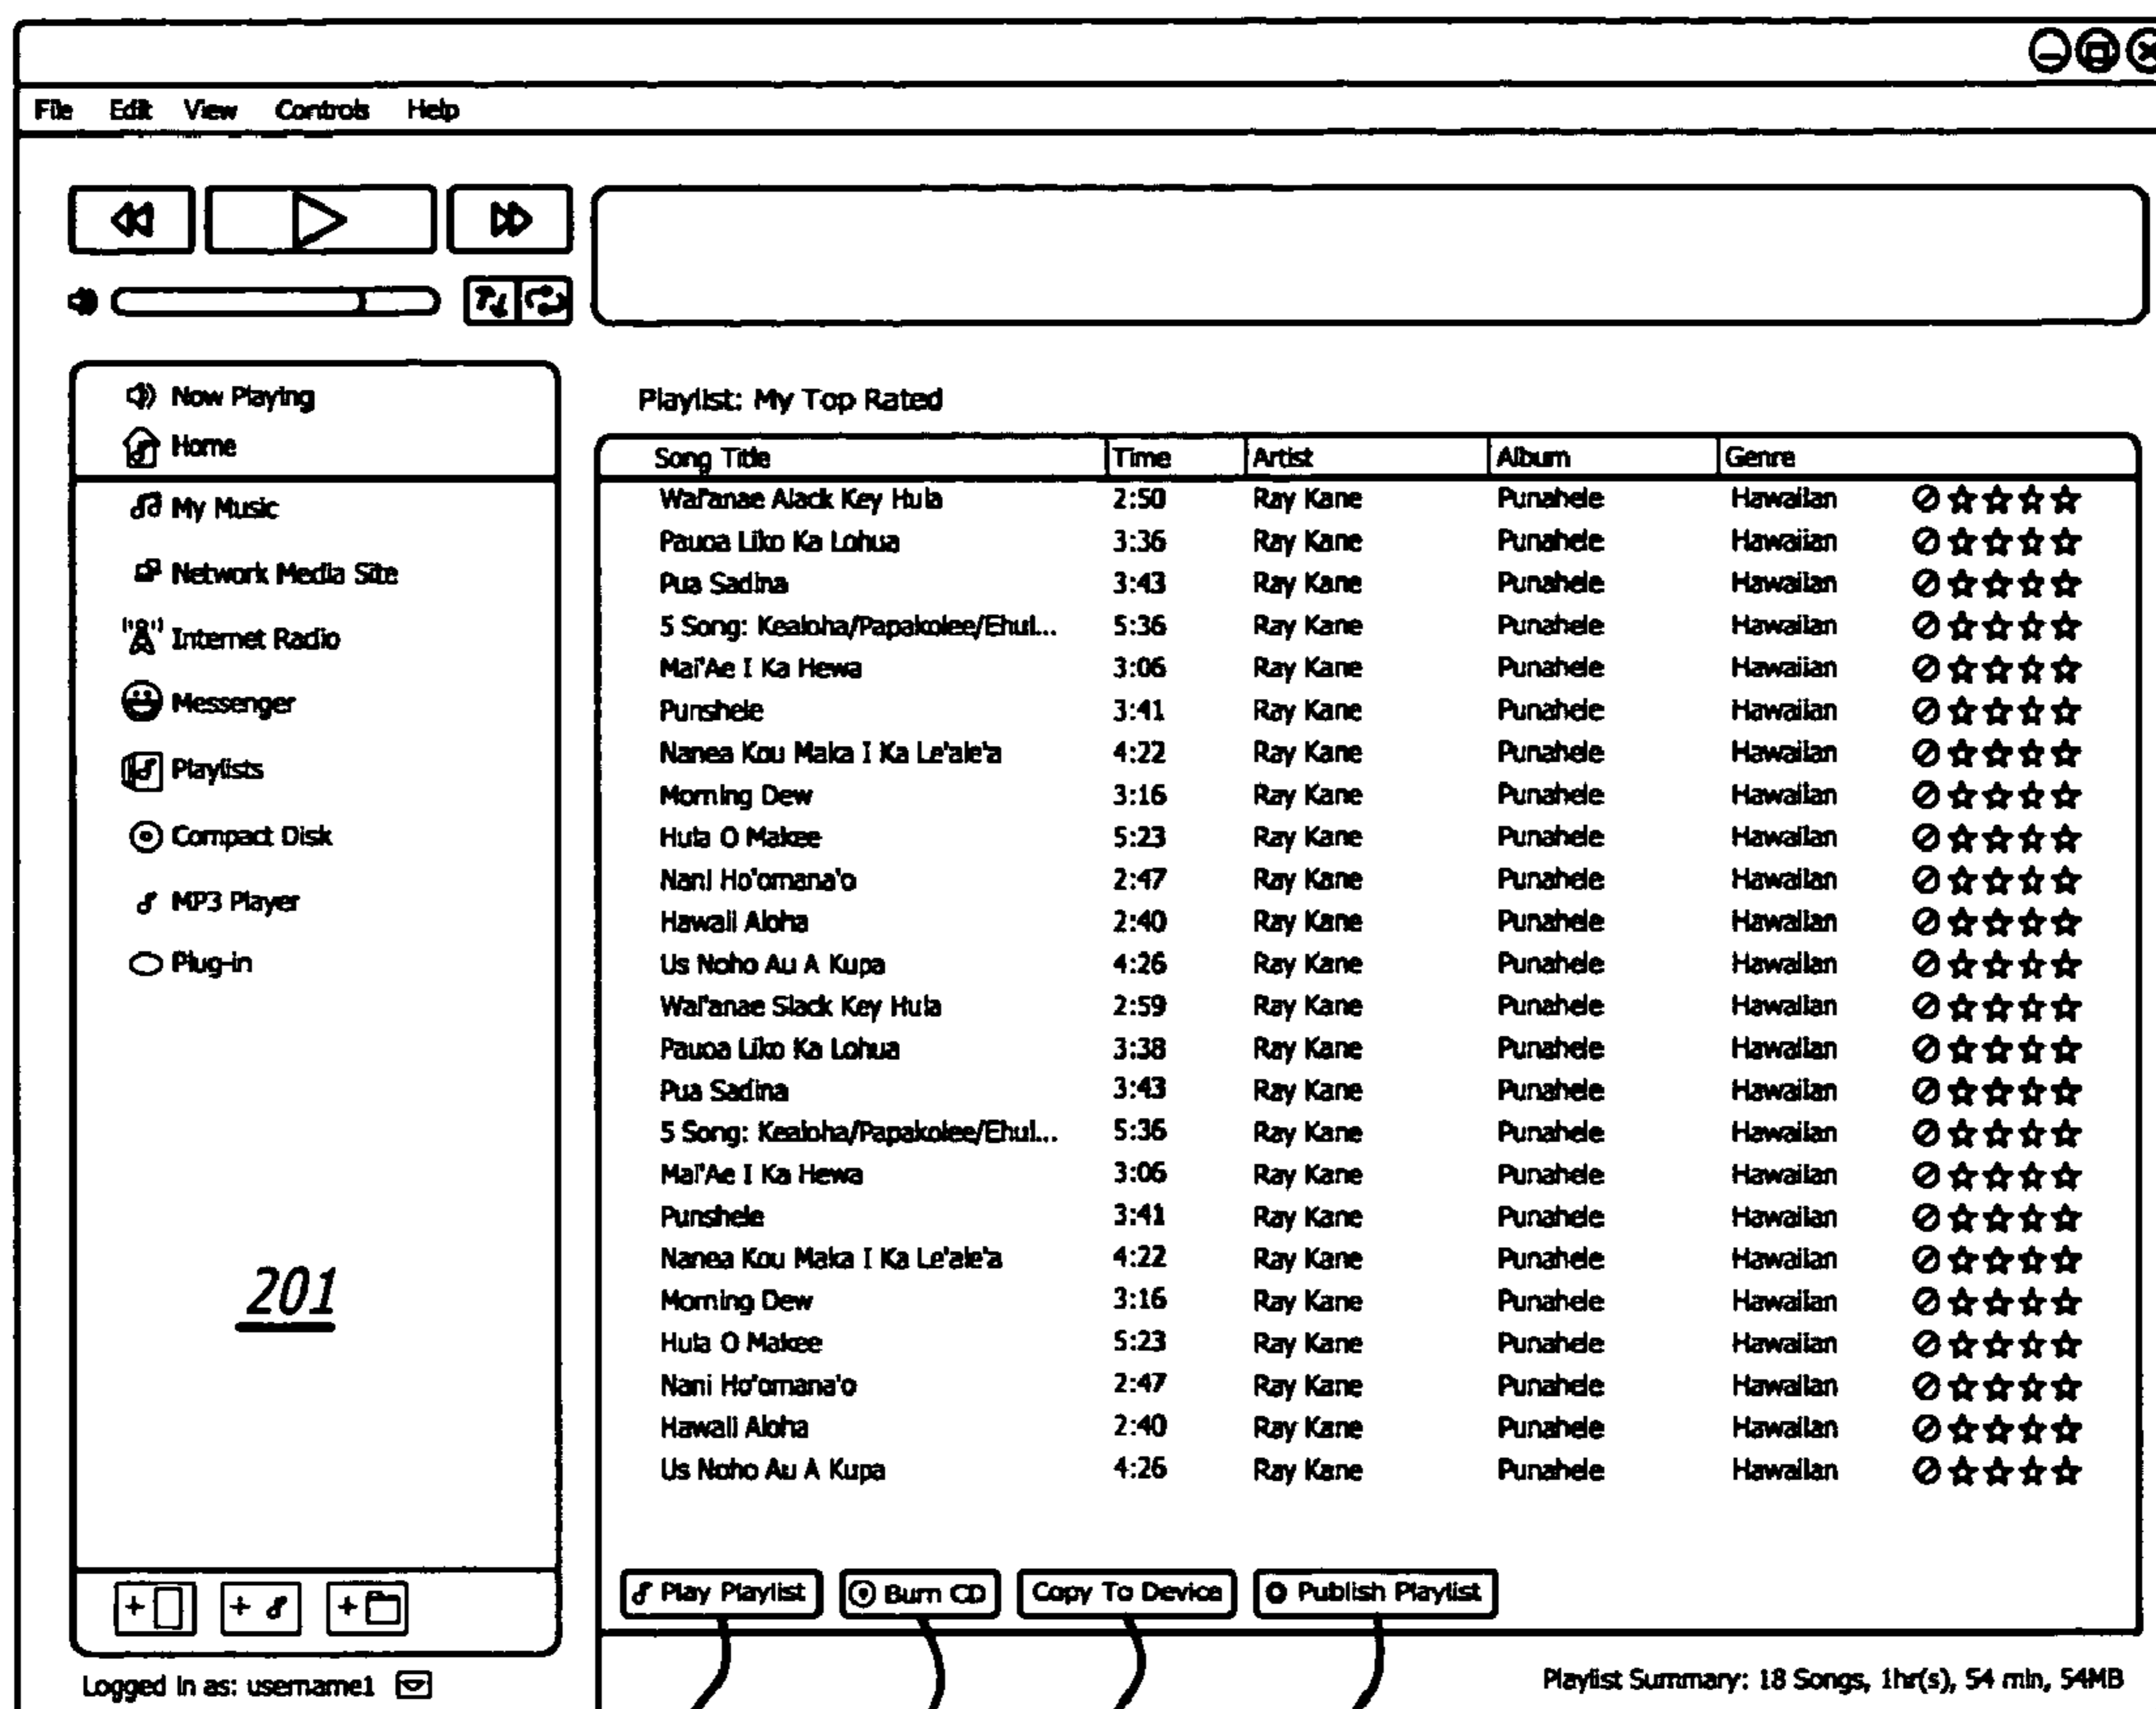 File Edit View Controls Help
Now Playing
Home
My Music
Network Media Site
Internet Radio
Messenger
Playlists
Compact Disk
MP3 Player
Plug-in
201
Logged in as: username1
Playlist: My Top Rated
Song Title Time Artist Album Genre
Wai'anae Alack Key Hula 2:50 Ray Kane Punahele Hawaiian
Pauoa Liko Ka Lohua 3:36 Ray Kane Punahele Hawaiian
Pua Sadina 3:43 Ray Kane Punahele Hawaiian
5 Song: Kealoha/Papakolee/Ehui... 5:36 Ray Kane Punahele Hawaiian
Mai'Ae I Ka Hewa 3:06 Ray Kane Punahele Hawaiian
Punshele 3:41 Ray Kane Punahele Hawaiian
Nanea Kou Maka I Ka Le'ale'a 4:22 Ray Kane Punahele Hawaiian
Morning Dew 3:16 Ray Kane Punahele Hawaiian
Hula O Makee 5:23 Ray Kane Punahele Hawaiian
Nani Ho'omana'o 2:47 Ray Kane Punahele Hawaiian
Hawaii Aloha 2:40 Ray Kane Punahele Hawaiian
Us Noho Au A Kupa 4:26 Ray Kane Punahele Hawaiian
Wai'anae Slack Key Hula 2:59 Ray Kane Punahele Hawaiian
Pauoa Liko Ka Lohua 3:38 Ray Kane Punahele Hawaiian
Pua Sadina 3:43 Ray Kane Punahele Hawaiian
5 Song: Kealoha/Papakolee/Ehui... 5:36 Ray Kane Punahele Hawaiian
Mai'Ae I Ka Hewa 3:06 Ray Kane Punahele Hawaiian
Punshele 3:41 Ray Kane Punahele Hawaiian
Nanea Kou Maka I Ka Le'ale'a 4:22 Ray Kane Punahele Hawaiian
Morning Dew 3:16 Ray Kane Punahele Hawaiian
Hula O Makee 5:23 Ray Kane Punahele Hawaiian
Nani Ho'omana'o 2:47 Ray Kane Punahele Hawaiian
Hawaii Aloha 2:40 Ray Kane Punahele Hawaiian
Us Noho Au A Kupa 4:26 Ray Kane Punahele Hawaiian
Play Playlist Burn CD Copy To Device Publish Playlist
Playlist Summary: 18 Songs, 1hr(s), 54 min, 54MB